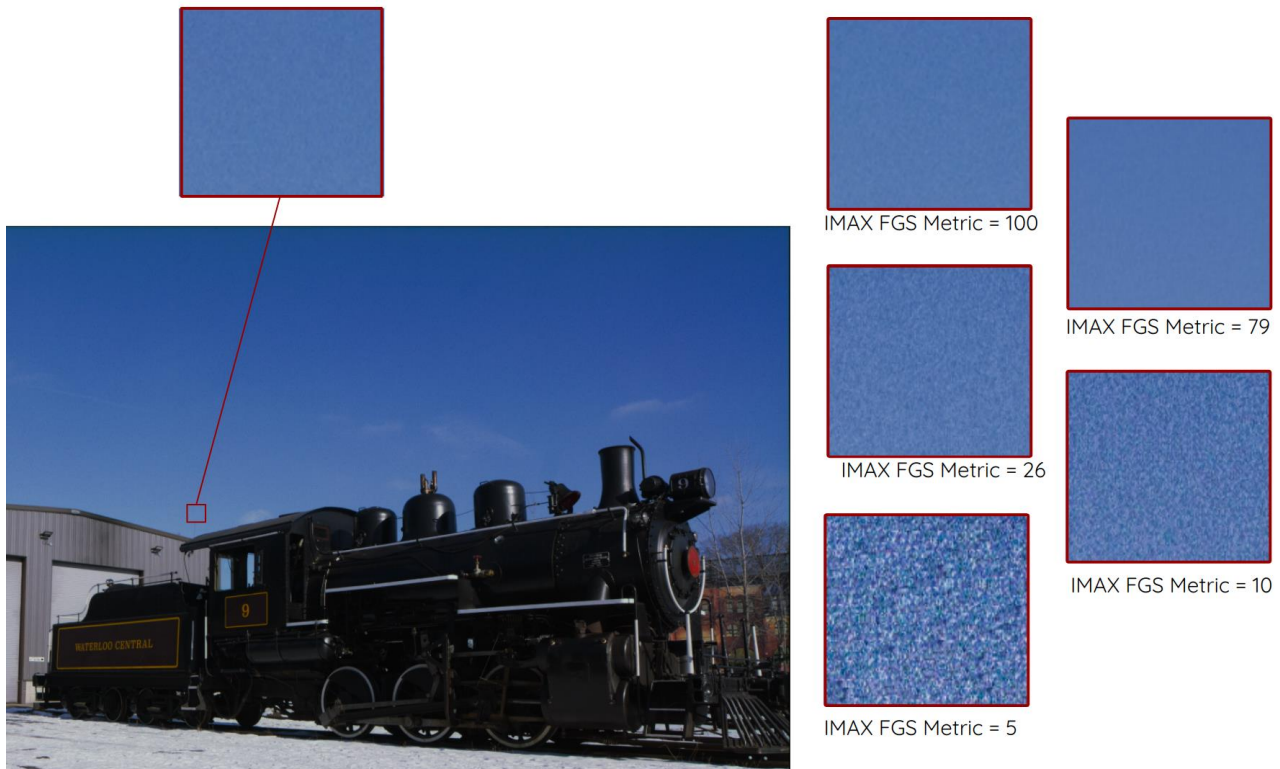 IMAX FGS Metric = 100
IMAX FGS Metric = 79
IMAX FGS Metric = 26
IMAX FGS Metric = 10
IMAX FGS Metric = 5
9
9
WATERLOO CENTRAL